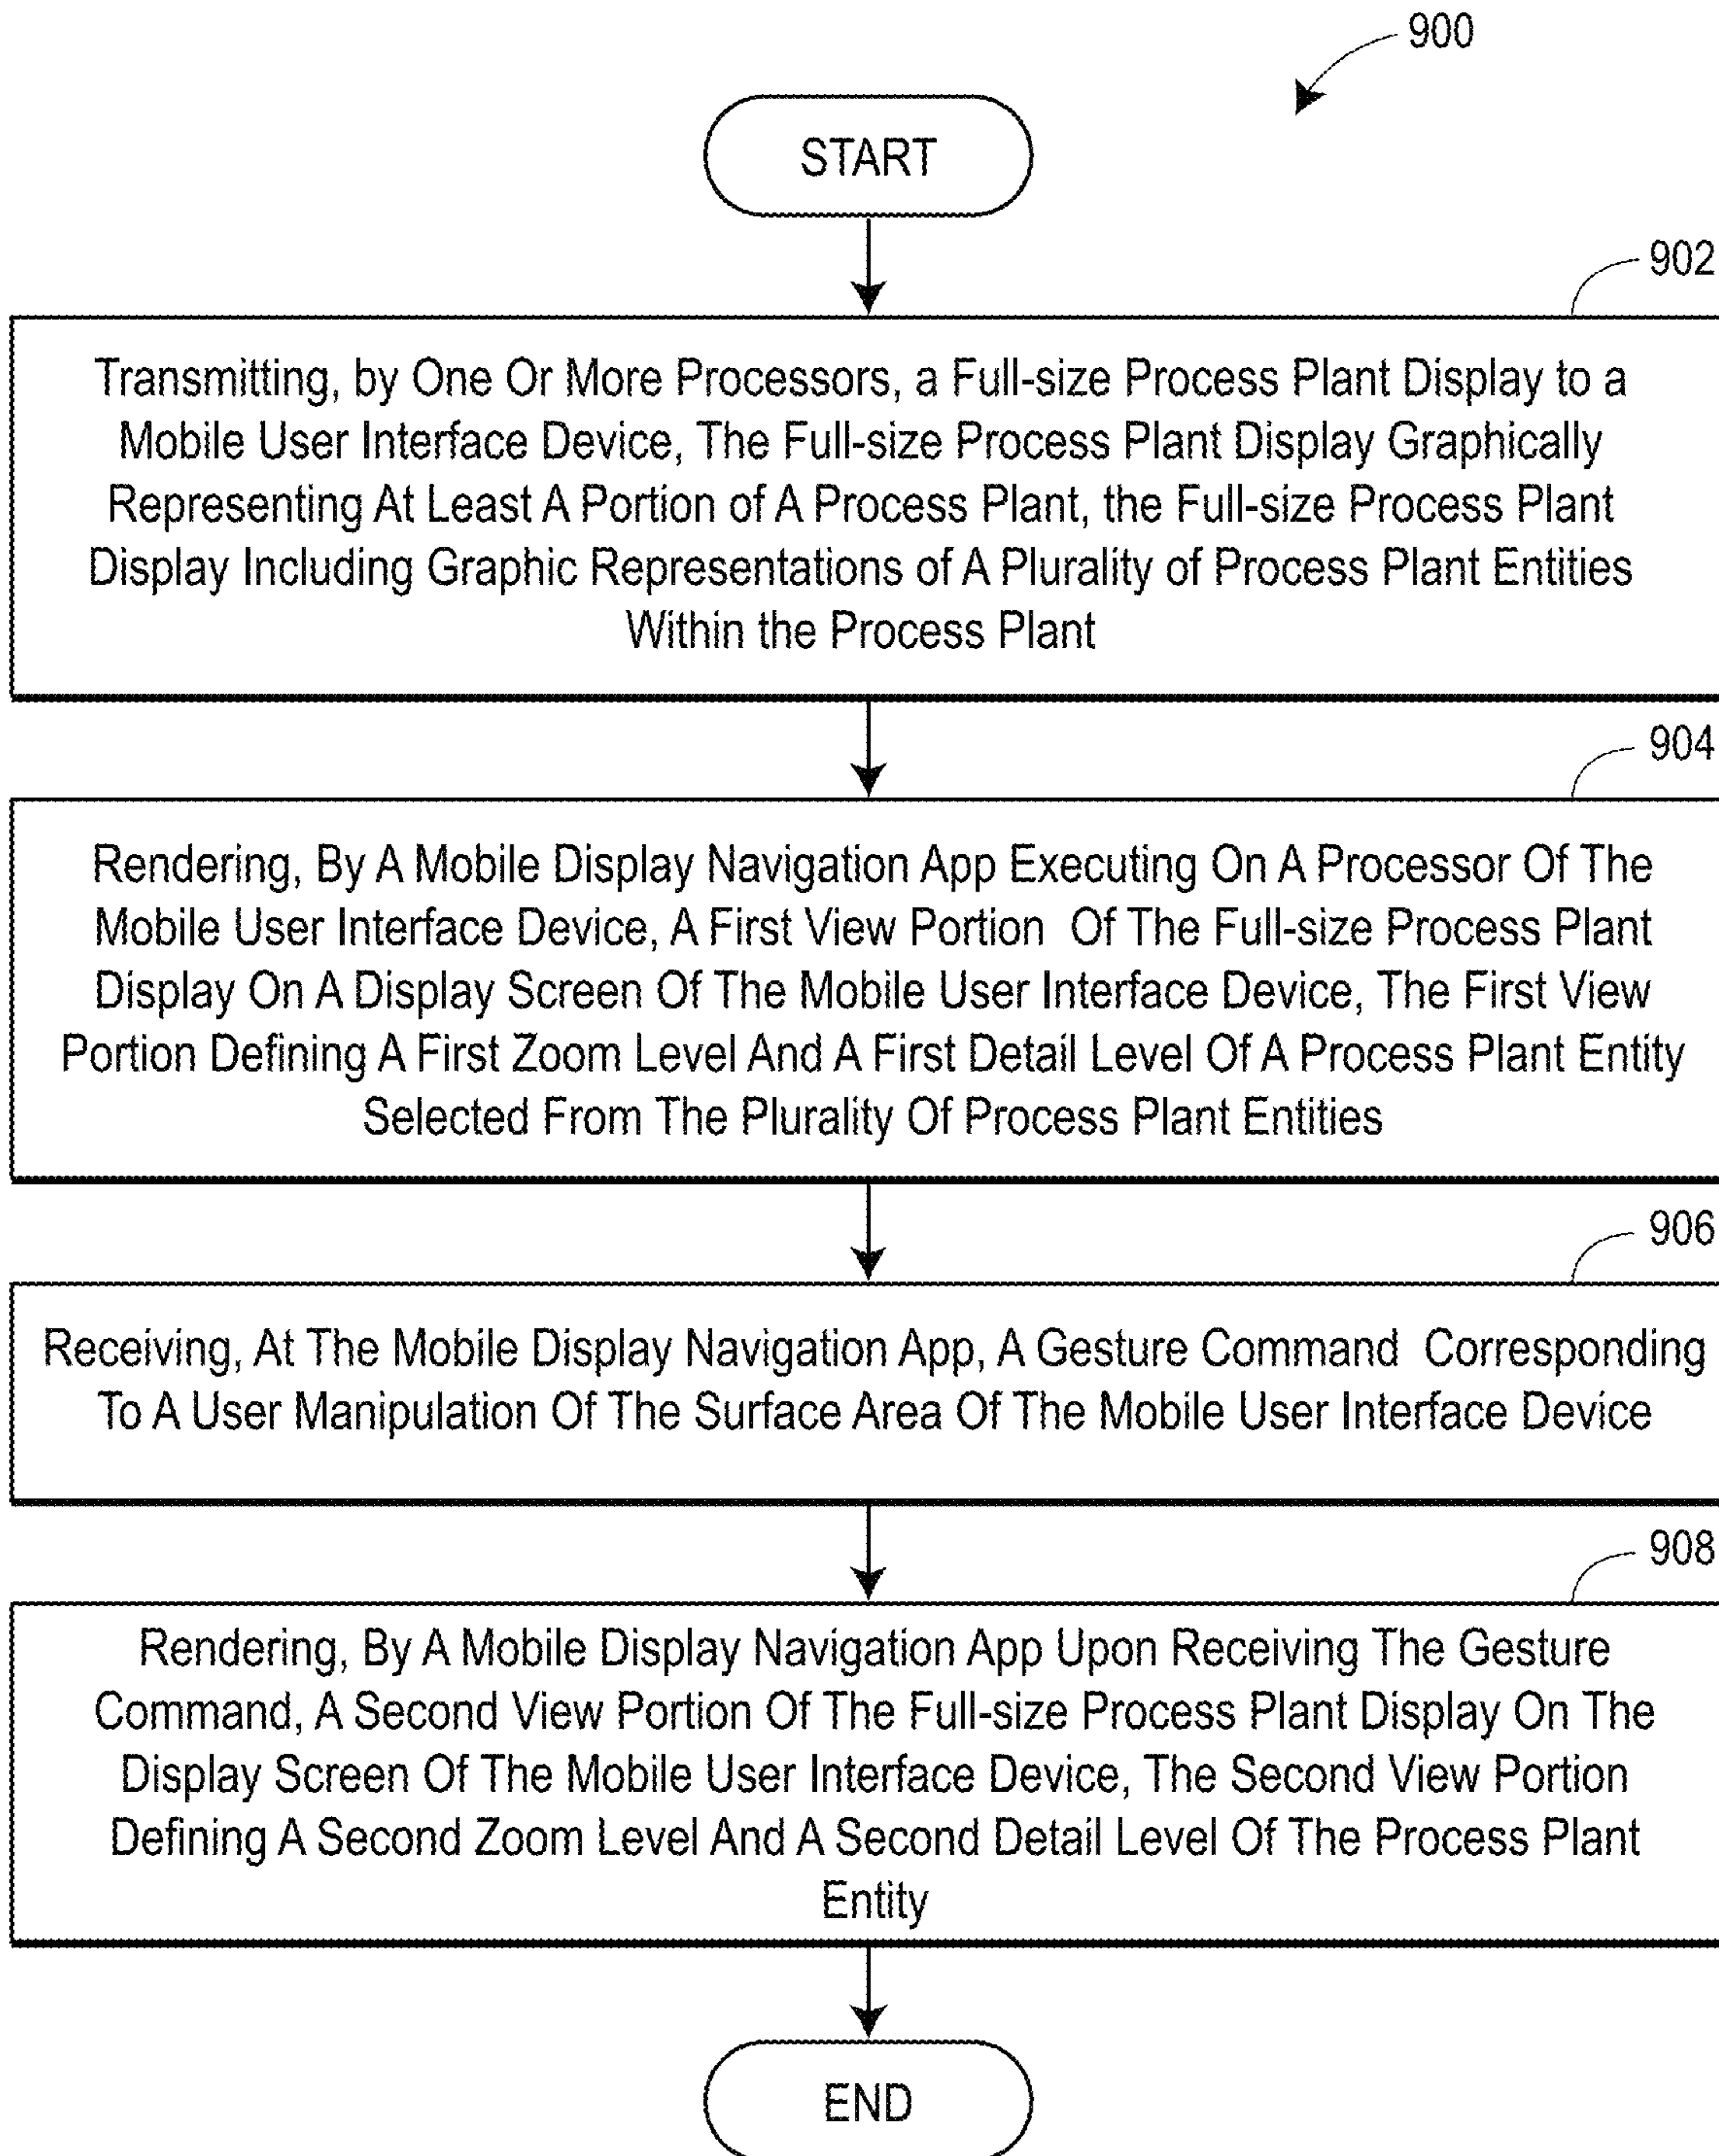 900
START
902
Transmitting, by One Or More Processors, a Full-size Process Plant Display to a
Mobile User Interface Device, The Full-size Process Plant Display Graphically
Representing At Least A Portion of A Process Plant, the Full-size Process Plant
Display Including Graphic Representations of A Plurality of Process Plant Entities
Within the Process Plant
904
Rendering, By A Mobile Display Navigation App Executing On A Processor Of The
Mobile User Interface Device, A First View Portion Of The Full-size Process Plant
Display On A Display Screen Of The Mobile User Interface Device, The First View
Portion Defining A First Zoom Level And A First Detail Level Of A Process Plant Entity
Selected From The Plurality Of Process Plant Entities
906
Receiving, At The Mobile Display Navigation App, A Gesture Command Corresponding
To A User Manipulation Of The Surface Area Of The Mobile User Interface Device
908
Rendering, By A Mobile Display Navigation App Upon Receiving The Gesture
Command, A Second View Portion Of The Full-size Process Plant Display On The
Display Screen Of The Mobile User Interface Device, The Second View Portion
Defining A Second Zoom Level And A Second Detail Level Of The Process Plant
Entity
END